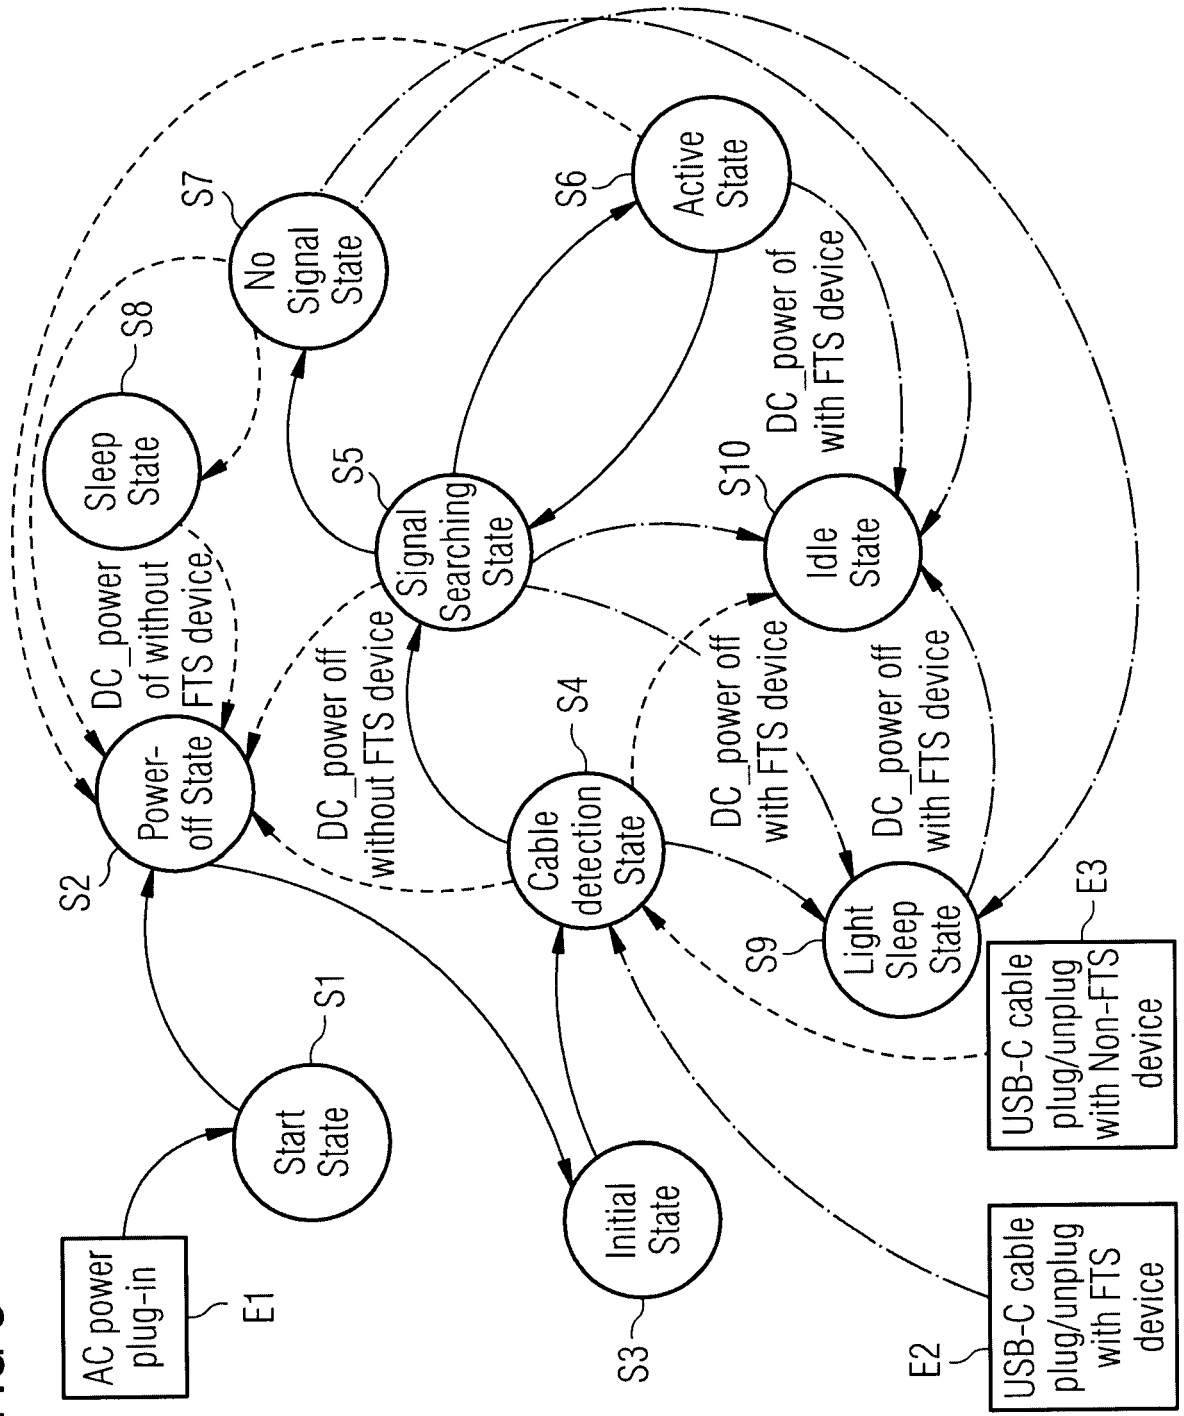 AC power
plug-in
E1
Start
State
S1
Power-
off State
S2
Initial
State
S3
Cable
detection
State
S4
Signal
Searching
State
S5
Active
State
S6
No
Signal
State
S7
Sleep
State
S8
Light
Sleep
State
S9
Idle
State
S10
DC_power
of without
FTS device
DC_power off
without FTS device
DC_power of
with FTS device
DC_power off
with FTS device
DC_power off
with FTS device
USB-C cable
plug/unplug
with FTS
device
E2
USB-C cable
plug/unplug
with Non-FTS
device
E3